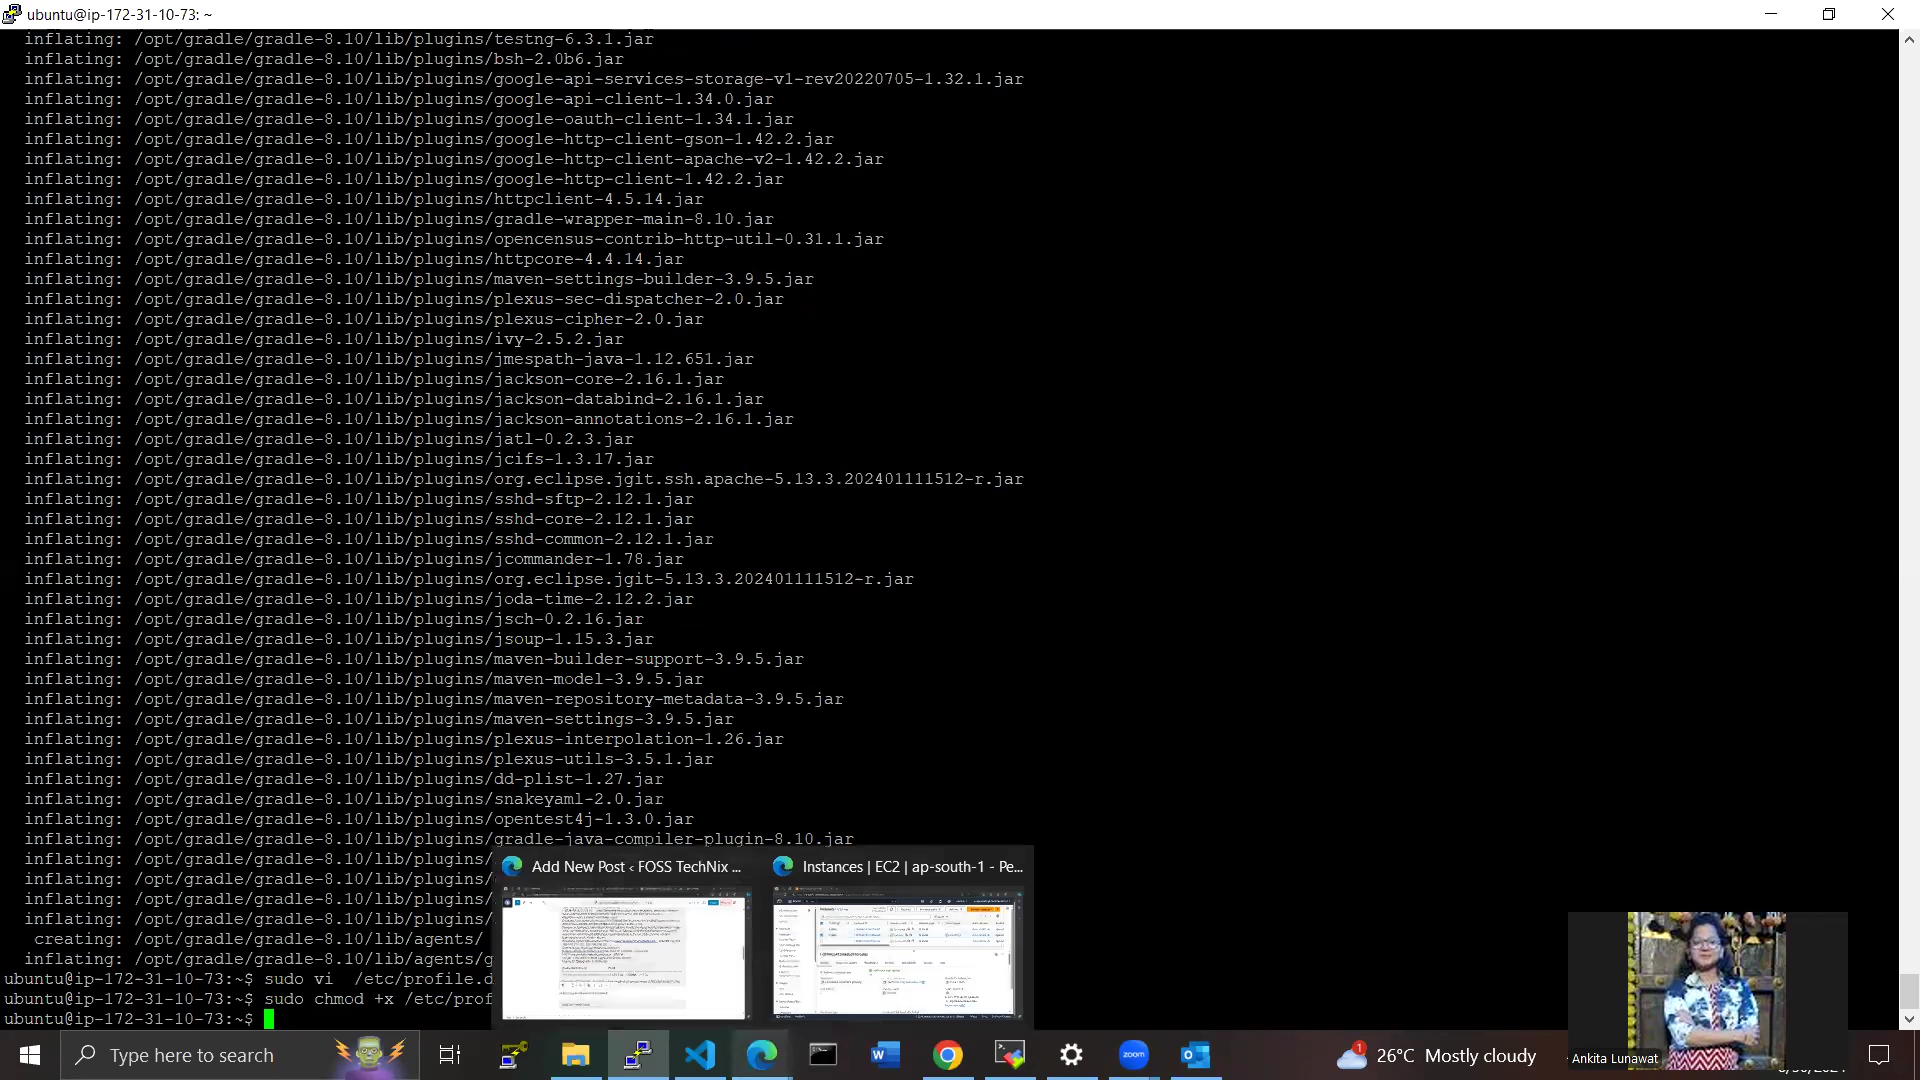 ubuntu@ip-172-31-10-73: ~
inflating: /opt/gradle/gradle-8.10/lib/plugins/testng-6.3.1.jar
inflating: /opt/gradle/gradle-8.10/lib/plugins/bsh-2.0b6.jar
inflating: /opt/gradle/gradle-8.10/lib/plugins/google-api-services-storage-v1-rev20220705-1.32.1.jar
inflating: /opt/gradle/gradle-8.10/lib/plugins/google-api-client-1.34.0.jar
inflating: /opt/gradle/gradle-8.10/lib/plugins/google-oauth-client-1.34.1.jar
inflating: /opt/gradle/gradle-8.10/lib/plugins/google-http-client-gson-1.42.2.jar
inflating: /opt/gradle/gradle-8.10/lib/plugins/google-http-client-apache-v2-1.42.2.jar
inflating: /opt/gradle/gradle-8.10/lib/plugins/google-http-client-1.42.2.jar
inflating: /opt/gradle/gradle-8.10/lib/plugins/httpclient-4.5.14.jar
inflating: /opt/gradle/gradle-8.10/lib/plugins/gradle-wrapper-main-8.10.jar
inflating: /opt/gradle/gradle-8.10/lib/plugins/opencensus-contrib-http-util-0.31.1.jar
inflating: /opt/gradle/gradle-8.10/lib/plugins/httpcore-4.4.14.jar
inflating: /opt/gradle/gradle-8.10/lib/plugins/maven-settings-builder-3.9.5.jar
inflating: /opt/gradle/gradle-8.10/lib/plugins/plexus-sec-dispatcher-2.0.jar
inflating: /opt/gradle/gradle-8.10/lib/plugins/plexus-cipher-2.0.jar
inflating: /opt/gradle/gradle-8.10/lib/plugins/ivy-2.5.2.jar
inflating: /opt/gradle/gradle-8.10/lib/plugins/jmespath-java-1.12.651.jar
inflating: /opt/gradle/gradle-8.10/lib/plugins/jackson-core-2.16.1.jar
inflating: /opt/gradle/gradle-8.10/lib/plugins/jackson-databind-2.16.1.jar
inflating: /opt/gradle/gradle-8.10/lib/plugins/jackson-annotations-2.16.1.jar
inflating: /opt/gradle/gradle-8.10/lib/plugins/jatl-0.2.3.jar
inflating: /opt/gradle/gradle-8.10/lib/plugins/jcifs-1.3.17.jar
inflating: /opt/gradle/gradle-8.10/lib/plugins/org.eclipse.jgit.ssh.apache-5.13.3.202401111512-r.jar
inflating: /opt/gradle/gradle-8.10/lib/plugins/sshd-sftp-2.12.1.jar
inflating: /opt/gradle/gradle-8.10/lib/plugins/sshd-core-2.12.1.jar
inflating: /opt/gradle/gradle-8.10/lib/plugins/sshd-common-2.12.1.jar
inflating: /opt/gradle/gradle-8.10/lib/plugins/jcommander-1.78.jar
inflating: /opt/gradle/gradle-8.10/lib/plugins/org.eclipse.jgit-5.13.3.202401111512-r.jar
inflating: /opt/gradle/gradle-8.10/lib/plugins/joda-time-2.12.2.jar
inflating: /opt/gradle/gradle-8.10/lib/plugins/jsch-0.2.16.jar
inflating: /opt/gradle/gradle-8.10/lib/plugins/jsoup-1.15.3.jar
inflating: /opt/gradle/gradle-8.10/lib/plugins/maven-builder-support-3.9.5.jar
inflating: /opt/gradle/gradle-8.10/lib/plugins/maven-model-3.9.5.jar
inflating: /opt/gradle/gradle-8.10/lib/plugins/maven-repository-metadata-3.9.5.jar
inflating: /opt/gradle/gradle-8.10/lib/plugins/maven-settings-3.9.5.jar
inflating: /opt/gradle/gradle-8.10/lib/plugins/plexus-interpolation-1.26.jar
inflating: /opt/gradle/gradle-8.10/lib/plugins/plexus-utils-3.5.1.jar
inflating: /opt/gradle/gradle-8.10/lib/plugins/dd-plist-1.27.jar
inflating: /opt/gradle/gradle-8.10/lib/plugins/snakeyaml-2.0.jar
inflating: /opt/gradle/gradle-8.10/lib/plugins/opentest4j-1.3.0.jar
inflating: /opt/gradle/gradle-8.10/lib/plugins/gradle-java-compiler-plugin-8.10.jar
inflating: /opt/gradle/gradle-8.10/lib/plugins/
inflating: /opt/gradle/gradle-8.10/lib/plugins/
inflating: /opt/gradle/gradle-8.10/lib/plugins/
inflating: /opt/gradle/gradle-8.10/lib/plugins/
creating: /opt/gradle/gradle-8.10/lib/agents/
inflating: /opt/gradle/gradle-8.10/lib/agents/g
ubuntu@ip-172-31-10-73:~$ sudo vi  /etc/profile.d
ubuntu@ip-172-31-10-73:~$ sudo chmod +x /etc/prof
ubuntu@ip-172-31-10-73:~$
Add New Post ‹ FOSS TechNix ...
Instances | EC2 | ap-south-1 - Pe...
Ankita Lunawat
Type here to search
zoom
1
26°C Mostly cloudy